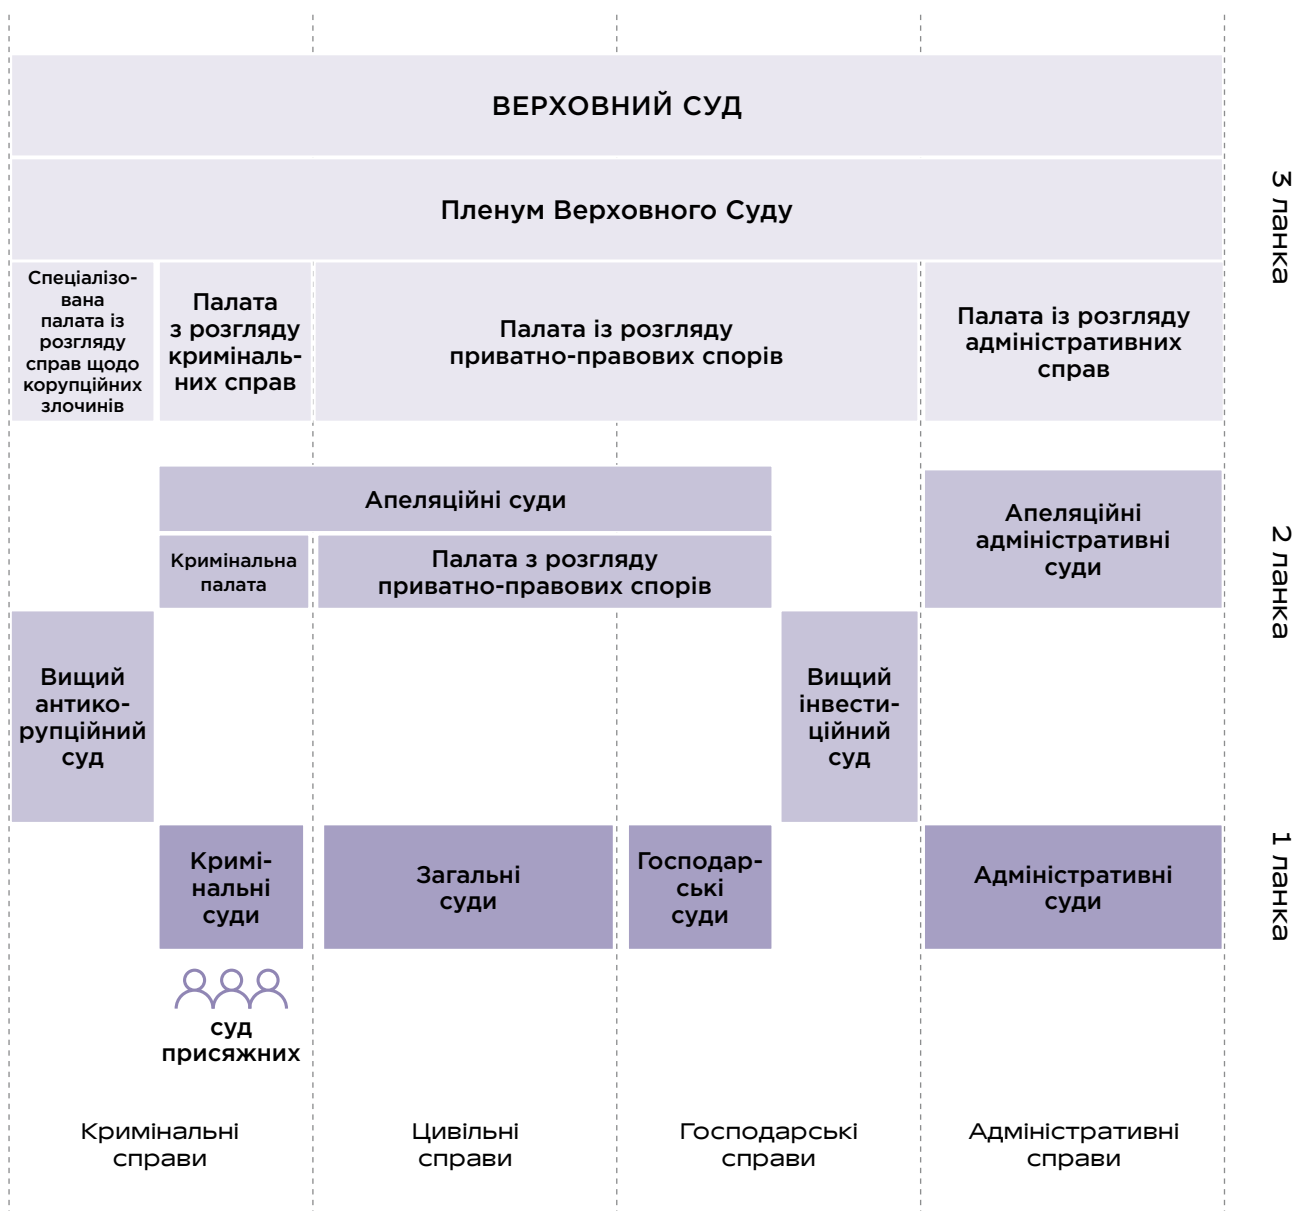 ВЕРХОВНИЙ СУД
Пленум Верховного Суду
Спеціалізо-
вана
палата із
розгляду
справ щодо
корупційних
злочинів
Палата
з розгляду
криміналь-
них справ
Палата із розгляду
приватно-правових спорів
Палата із розгляду
адміністративних
справ
3 ланка
Апеляційні суди
Кримінальна
палата
Палата з розгляду
приватно-правових спорів
Апеляційні
адміністративні
суди
2 ланка
Вищий
антико-
рупційний
суд
Вищий
інвести-
ційний
суд
Кримі-
нальні
суди
Загальні
суди
Господар-
ські
суди
Адміністративні
суди
1 ланка
суд
присяжних
Кримінальні
справи
Цивільні
справи
Господарські
справи
Адміністративні
справи